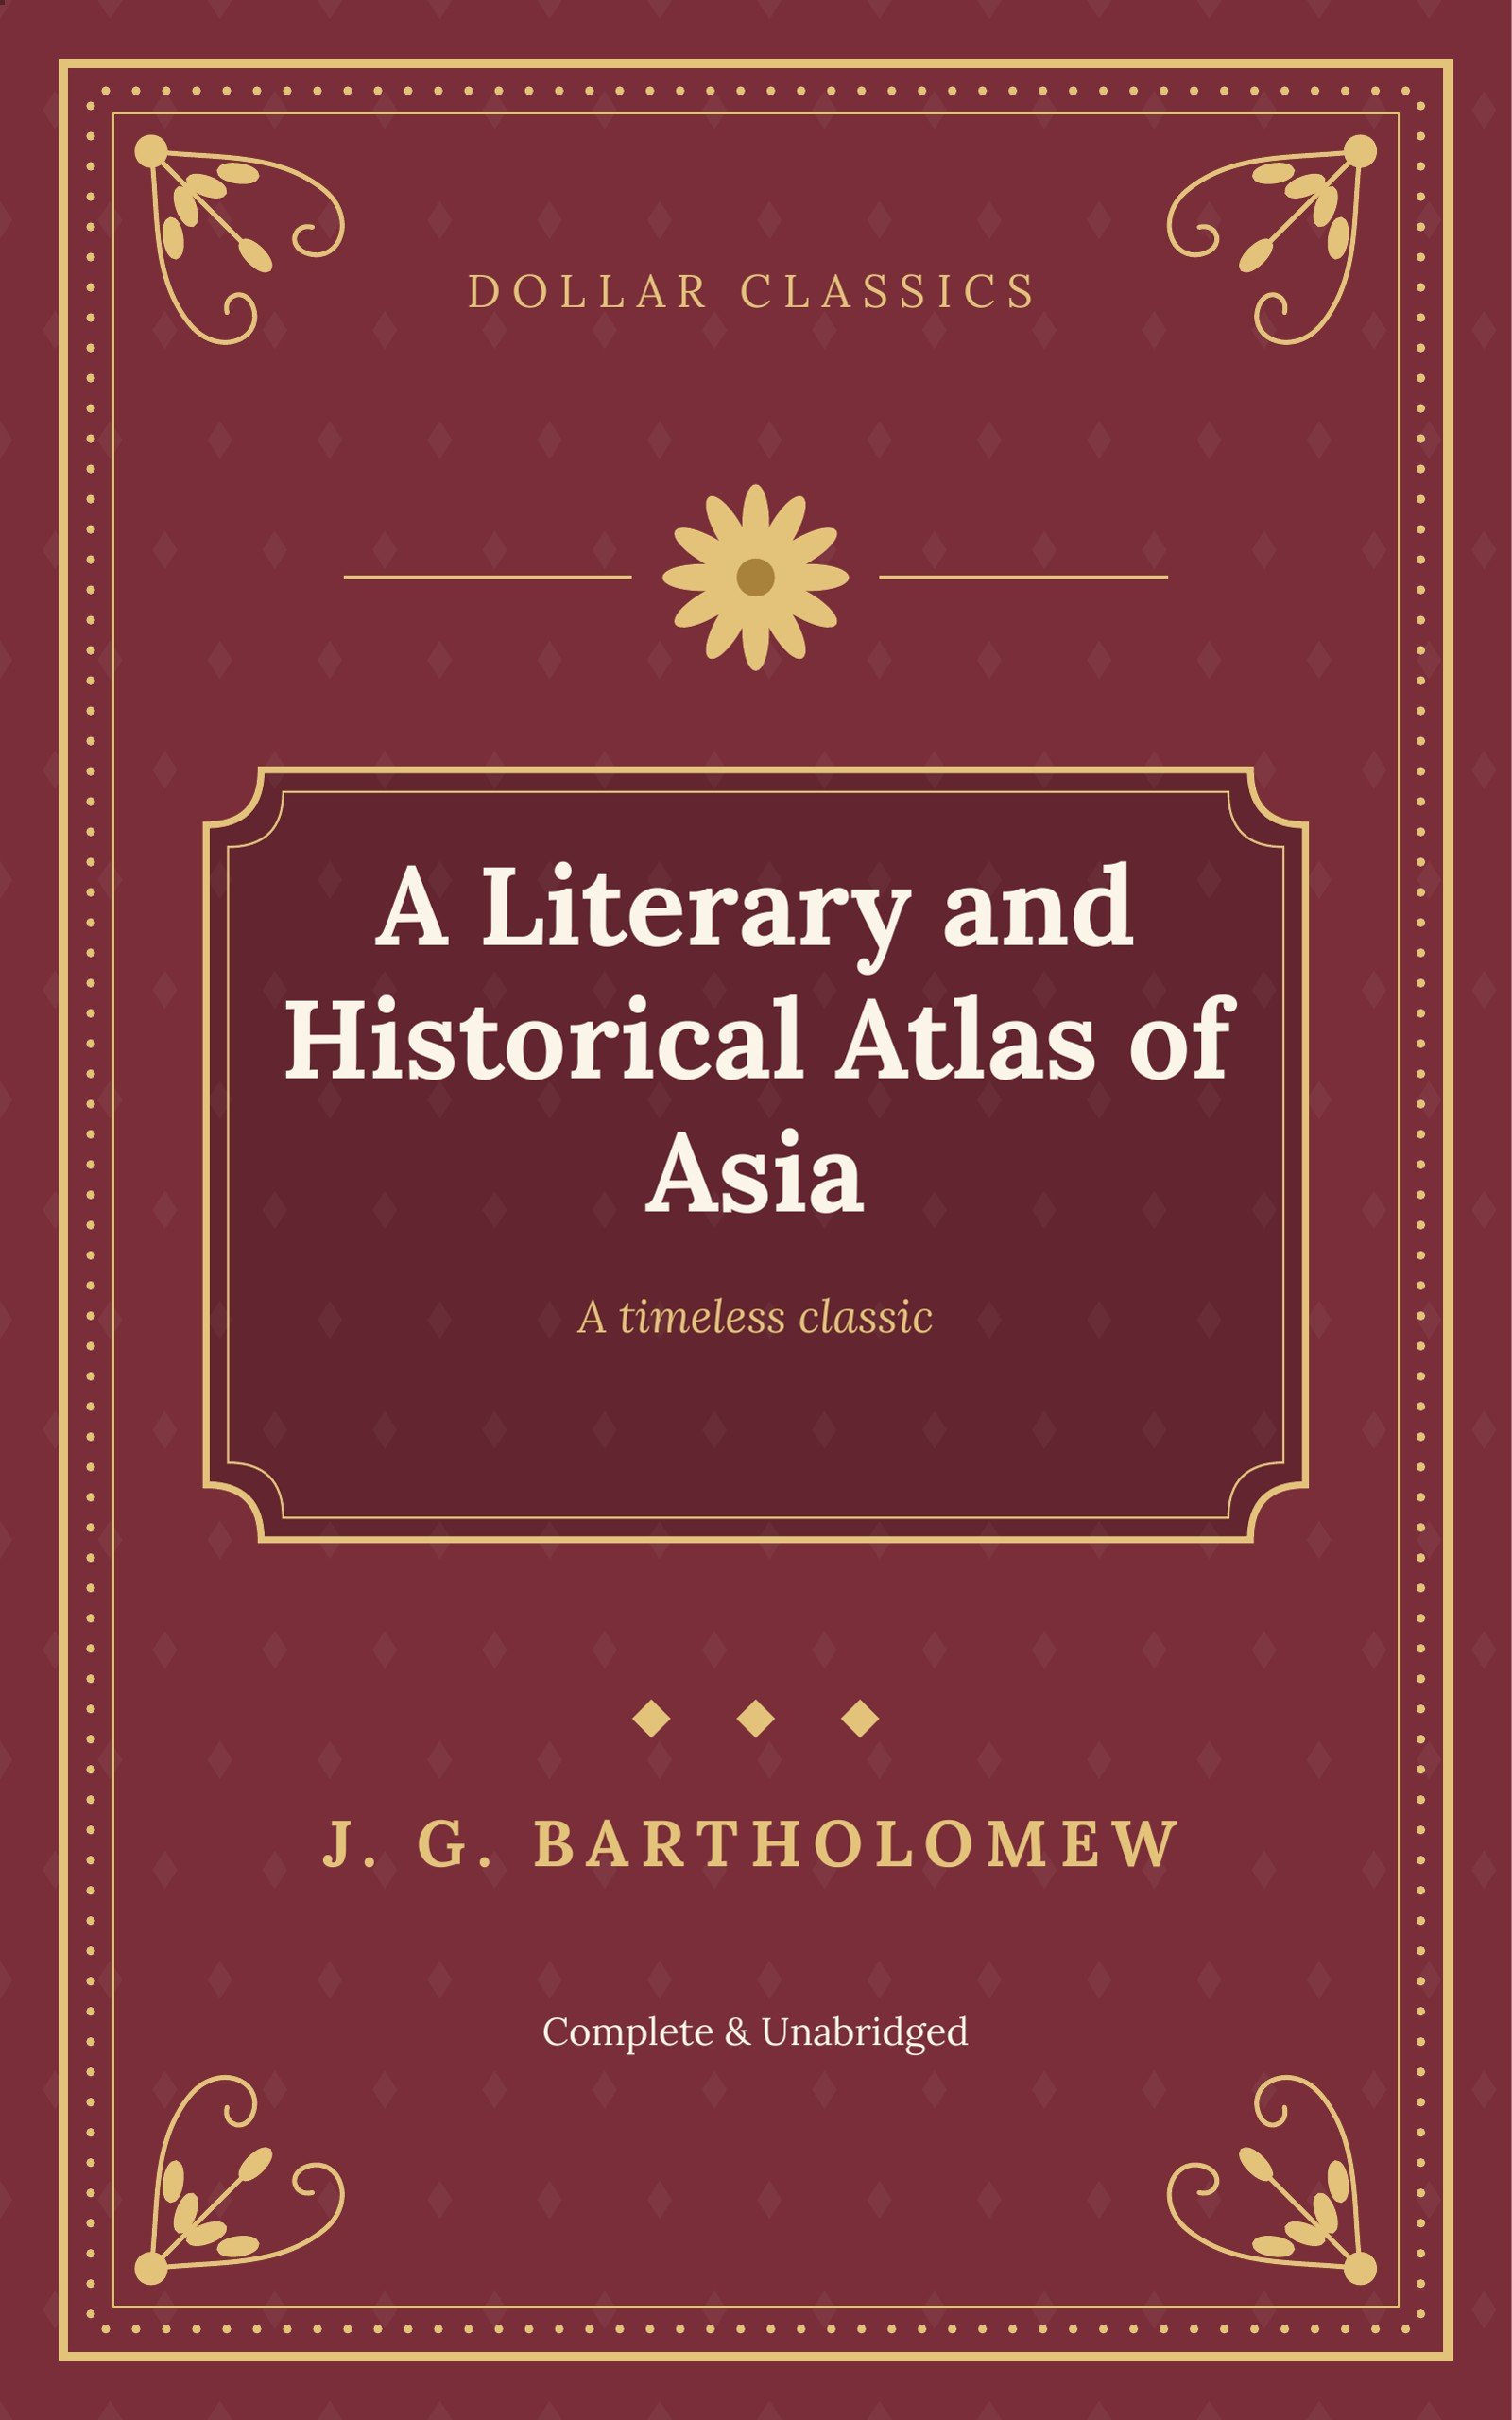 DOLLAR CLASSICS
A Literary and
Historical Atlas of
Asia
A timeless classic
J. G. BARTHOLOMEW
Complete & Unabridged